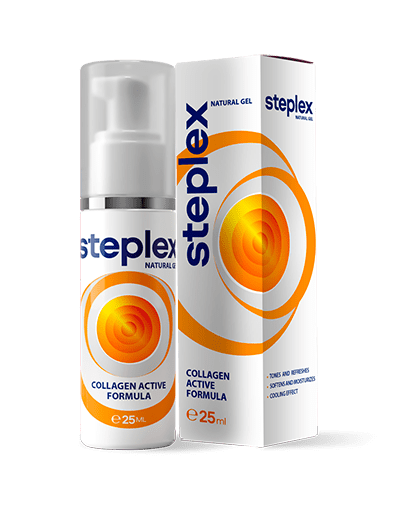 steplex
NATURAL GEL
COLLAGEN ACTIVE
FORMULA
℮25ML
steplex
NATURAL GEL
COLLAGEN
ACTIVE
FORMULA
℮25ml
steplex
NATURAL GEL
- TONES AND REFRESHES
- SOFTENS AND MOISTURIZES
- COOLING EFFECT